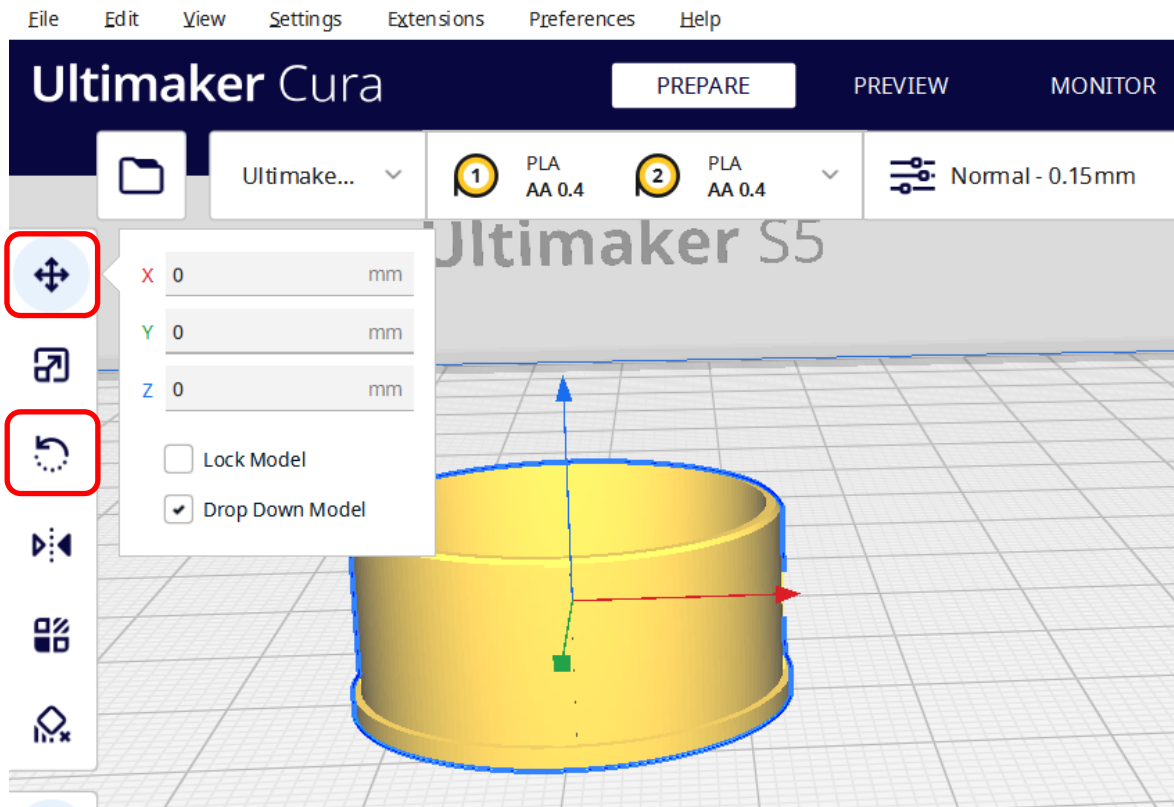 File Edit View Settings Extensions Preferences Help
Ultimaker Cura PREPARE PREVIEW MONITOR
Ultimake... 1 PLA AA 0.4 2 PLA AA 0.4 Normal - 0.15mm
Ultimaker S5
X 0 mm
Y 0 mm
Z 0 mm
Lock Model
Drop Down Model